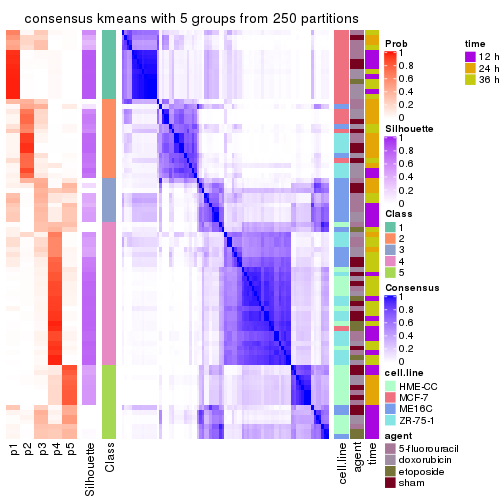 consensus kmeans with 5 groups from 250 partitions
Prob
1
0.8
0.6
0.4
0.2
0
Silhouette
1
0.8
0.6
0.4
0.2
0
Class
1
2
3
4
5
Consensus
1
0.8
0.6
0.4
0.2
0
cell.line
HME-CC
MCF-7
ME16C
ZR-75-1
agent
5-fluorouracil
doxorubicin
etoposide
sham
time
12 h
24 h
36 h
p1
p2
p3
p4
p5
Silhouette
Class
cell.line
agent
time